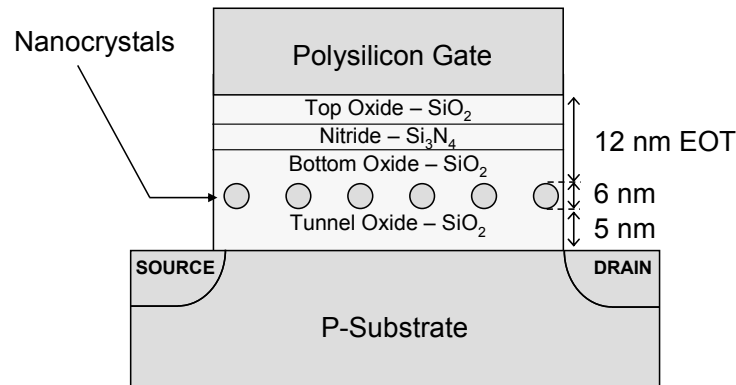 Nanocrystals
Polysilicon Gate
Top Oxide – SiO₂
Nitride – Si₃N₄
Bottom Oxide – SiO₂
12 nm EOT
6 nm
Tunnel Oxide – SiO₂
5 nm
SOURCE
DRAIN
P-Substrate